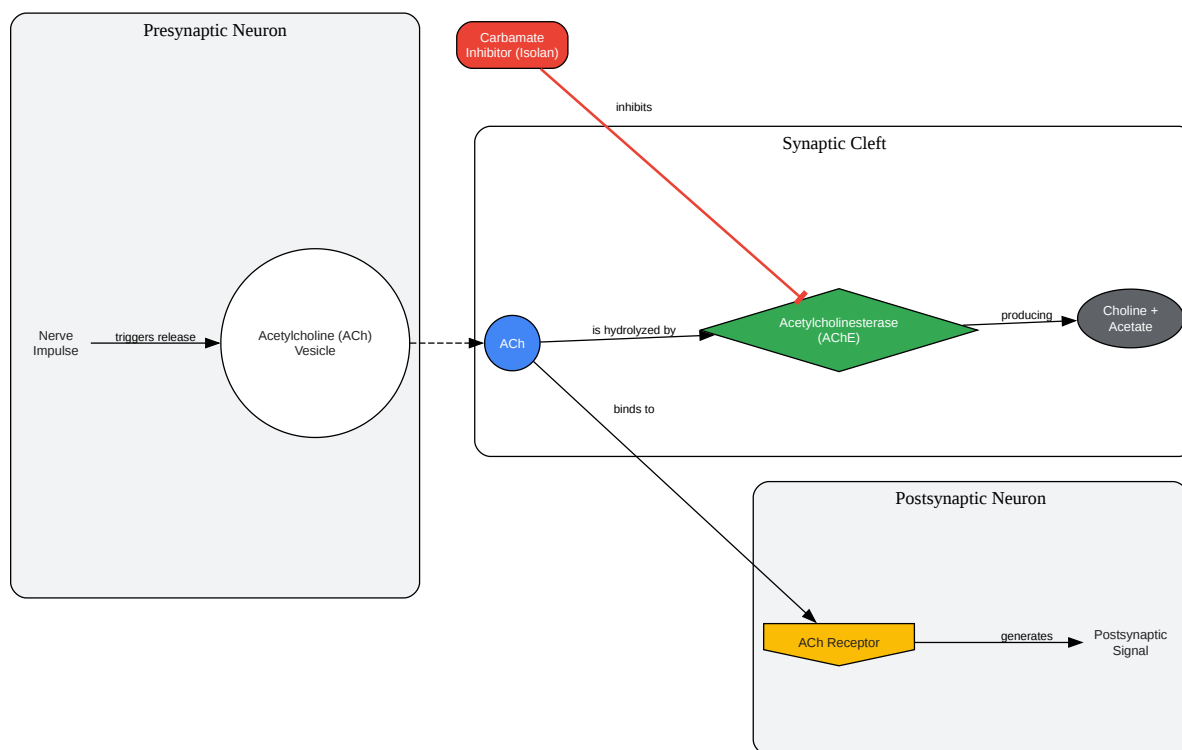 Presynaptic Neuron
Carbamate
Inhibitor (Isolan)
inhibits
Synaptic Cleft
Nerve
Impulse
triggers release
Acetylcholine (ACh)
Vesicle
ACh
is hydrolyzed by
Acetylcholinesterase
(AChE)
producing
Choline +
Acetate
binds to
Postsynaptic Neuron
ACh Receptor
generates
Postsynaptic
Signal